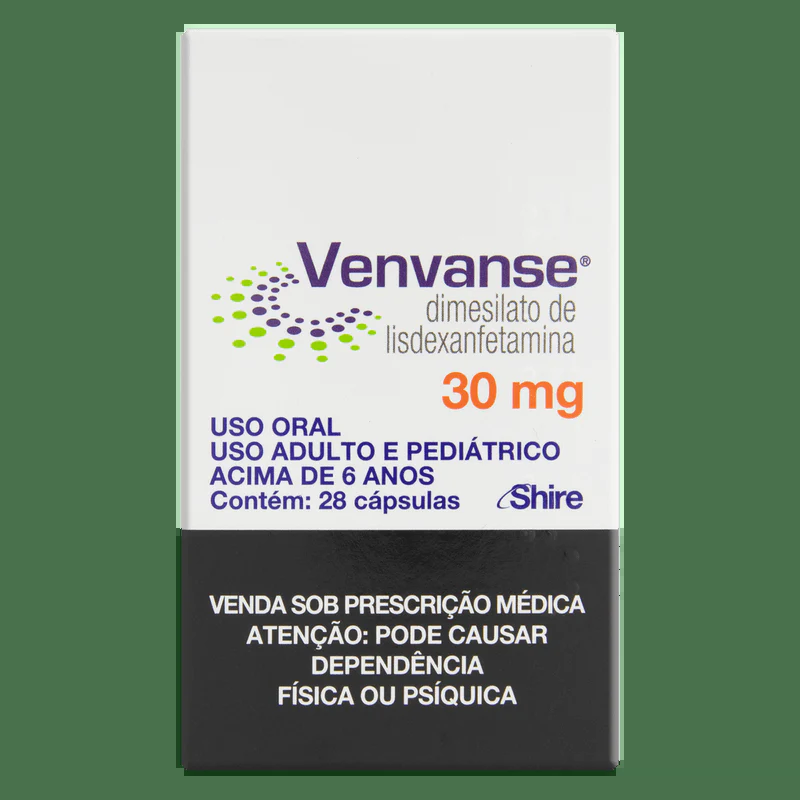 Venvanse®
dimesilato de
lisdexanfetamina
30 mg
USO ORAL
USO ADULTO E PEDIÁTRICO
ACIMA DE 6 ANOS
Contém: 28 cápsulas
Shire
VENDA SOB PRESCRIÇÃO MÉDICA
ATENÇÃO: PODE CAUSAR
DEPENDÊNCIA
FÍSICA OU PSÍQUICA